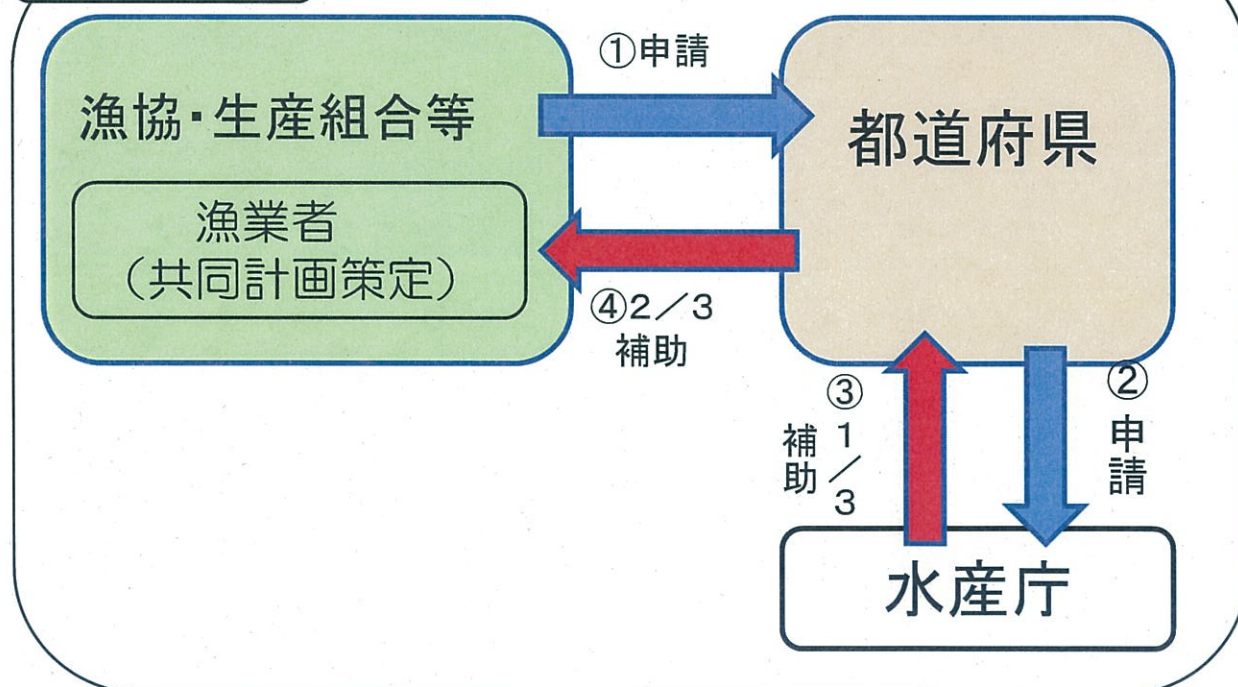 ①申請
漁協・生産組合等
都道府県
漁業者
（共同計画策定）
④２／３
補助
③
１／３
補助
②
申請
水産庁